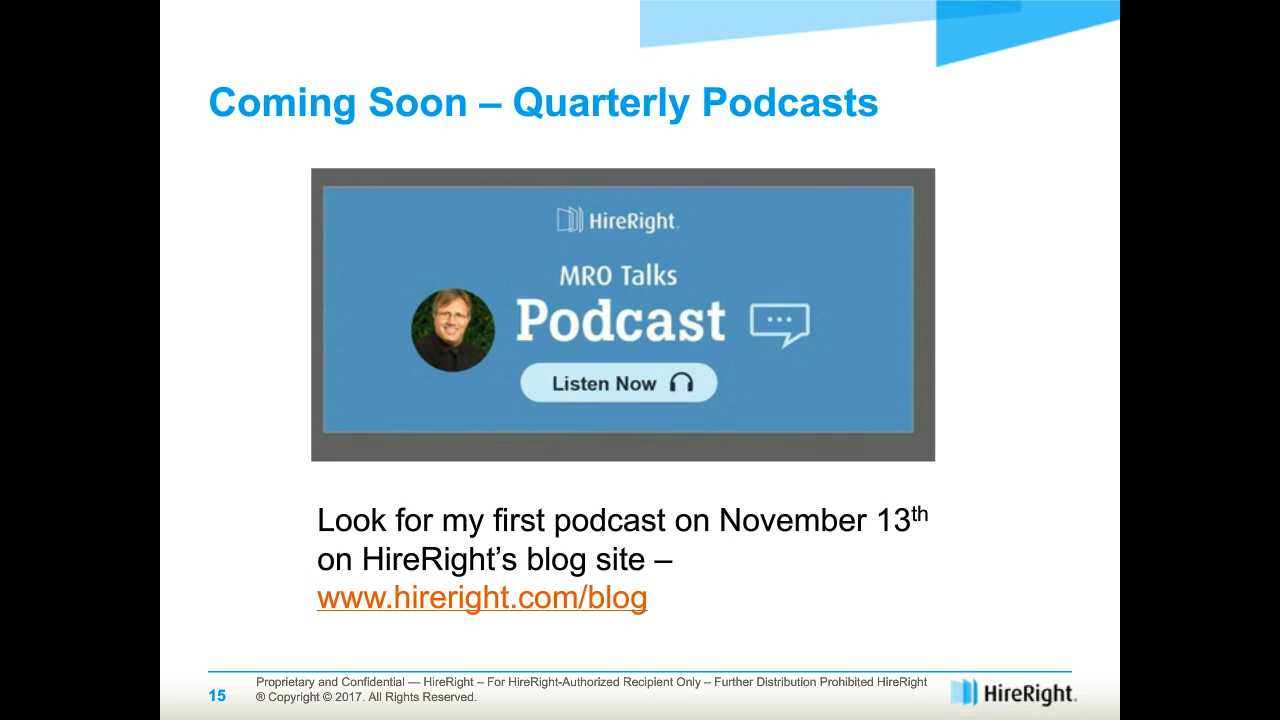 Coming Soon – Quarterly Podcasts
HireRight
MRO Talks
Podcast
Listen Now
Look for my first podcast on November 13th
on HireRight’s blog site –
www.hireright.com/blog
Proprietary and Confidential — HireRight – For HireRight-Authorized Recipient Only – Further Distribution Prohibited HireRight
15 ® Copyright © 2017. All Rights Reserved.
HireRight